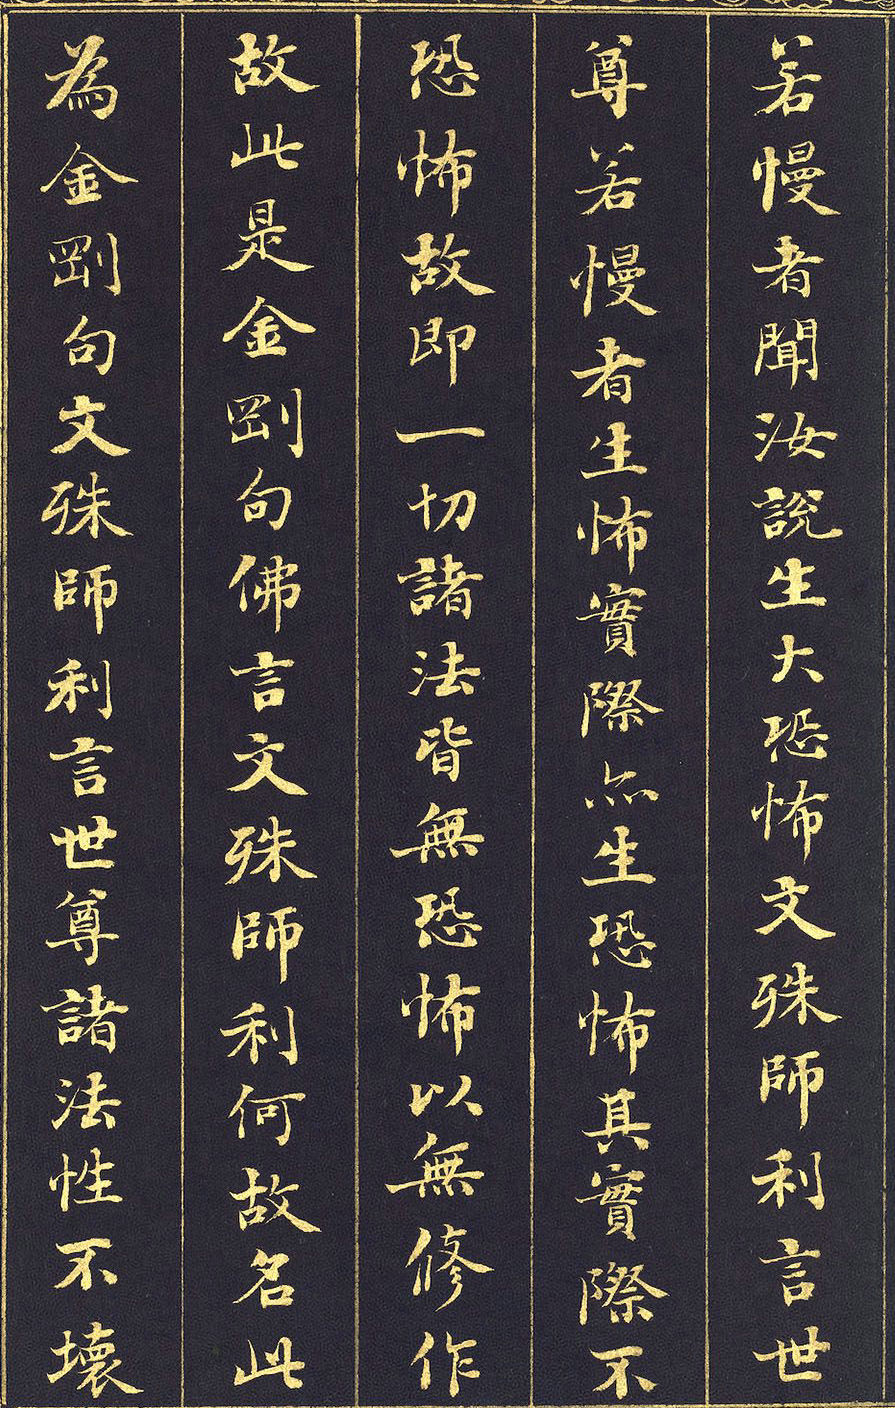 若慢者聞汝說生大恐怖文殊師利言世
尊若慢者生怖實際亦生恐怖其實際不
恐怖故即一切諸法皆無恐怖以無修作
故此是金剛句佛言文殊師利何故名此
為金剛句文殊師利言世尊諸法性不壞